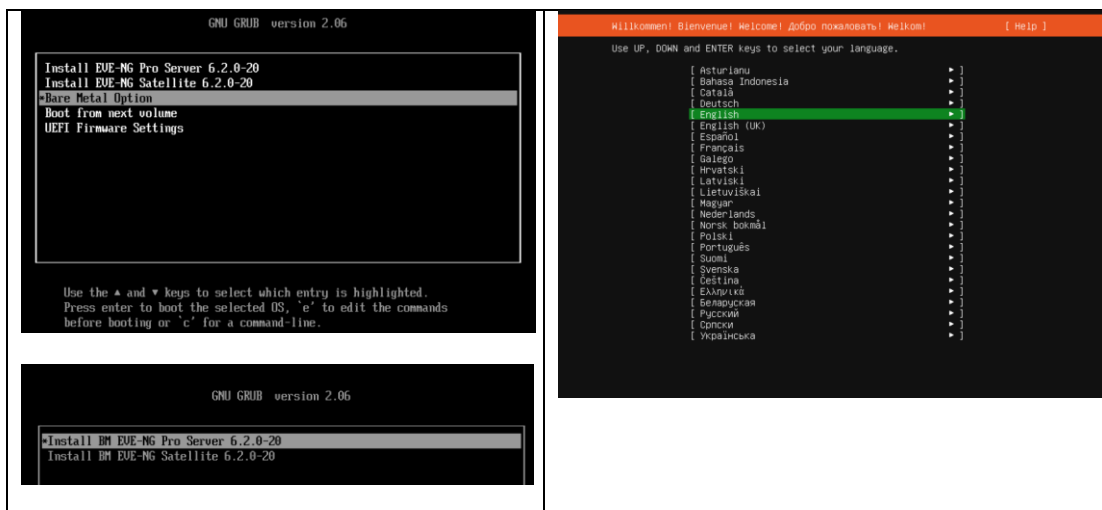 GNU GRUB version 2.06
Install EVE-NG Pro Server 6.2.0-20
Install EVE-NG Satellite 6.2.0-20
*Bare Metal Option
Boot from next volume
UEFI Firmware Settings
Use the ▲ and ▼ keys to select which entry is highlighted.
Press enter to boot the selected OS, `e' to edit the commands
before booting or `c' for a command-line.
GNU GRUB version 2.06
*Install BM EVE-NG Pro Server 6.2.0-20
Install BM EVE-NG Satellite 6.2.0-20
Willkommen! Bienvenue! Welcome! Добро пожаловать! Welkom! [ Help ]
Use UP, DOWN and ENTER keys to select your language.
[ Asturianu ► ]
[ Bahasa Indonesia ► ]
[ Català ► ]
[ Deutsch ► ]
[ English ► ]
[ English (UK) ► ]
[ Español ► ]
[ Français ► ]
[ Galego ► ]
[ Hrvatski ► ]
[ Latviski ► ]
[ Lietuviškai ► ]
[ Magyar ► ]
[ Nederlands ► ]
[ Norsk bokmål ► ]
[ Polski ► ]
[ Português ► ]
[ Suomi ► ]
[ Svenska ► ]
[ Čeština ► ]
[ Ελληνικά ► ]
[ Беларуская ► ]
[ Русский ► ]
[ Српски ► ]
[ Українська ► ]